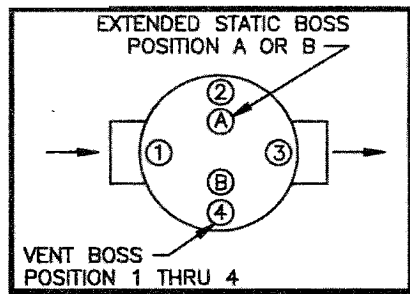 EXTENDED STATIC BOSS
POSITION A OR B
2
A
1
3
B
4
VENT BOSS
POSITION 1 THRU 4